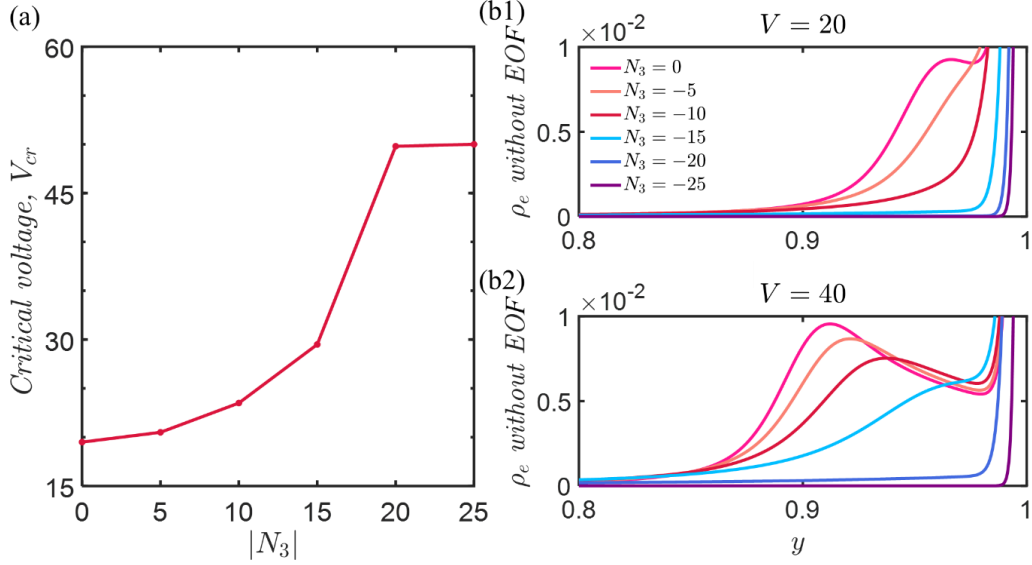 (a)
60
45
30
15
0
5
10
15
20
25
Critical voltage, V_cr
|N_3|
(b1)
×10^-2
V = 20
1
0.5
0
0.8
0.9
1
ρ_e without EOF
N_3 = 0
N_3 = −5
N_3 = −10
N_3 = −15
N_3 = −20
N_3 = −25
(b2)
×10^-2
V = 40
1
0.5
0
0.8
0.9
1
ρ_e without EOF
y